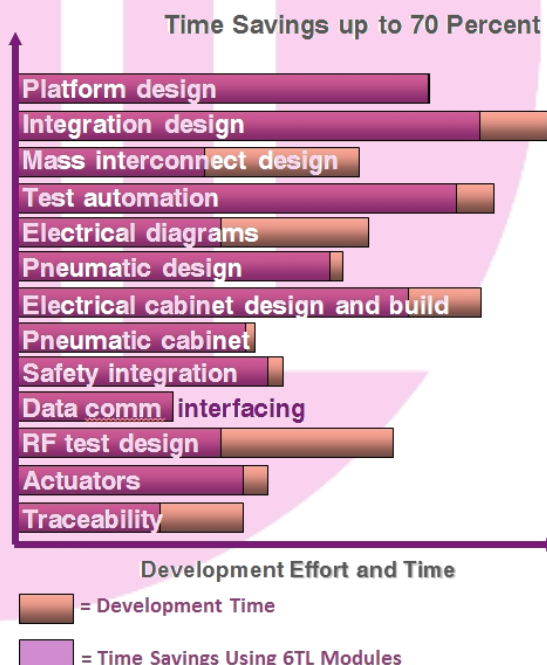 Time Savings up to 70 Percent
Platform design
Integration design
Mass interconnect design
Test automation
Electrical diagrams
Pneumatic design
Electrical cabinet design and build
Pneumatic cabinet
Safety integration
Data comm interfacing
RF test design
Actuators
Traceability
Development Effort and Time
= Development Time
= Time Savings Using 6TL Modules